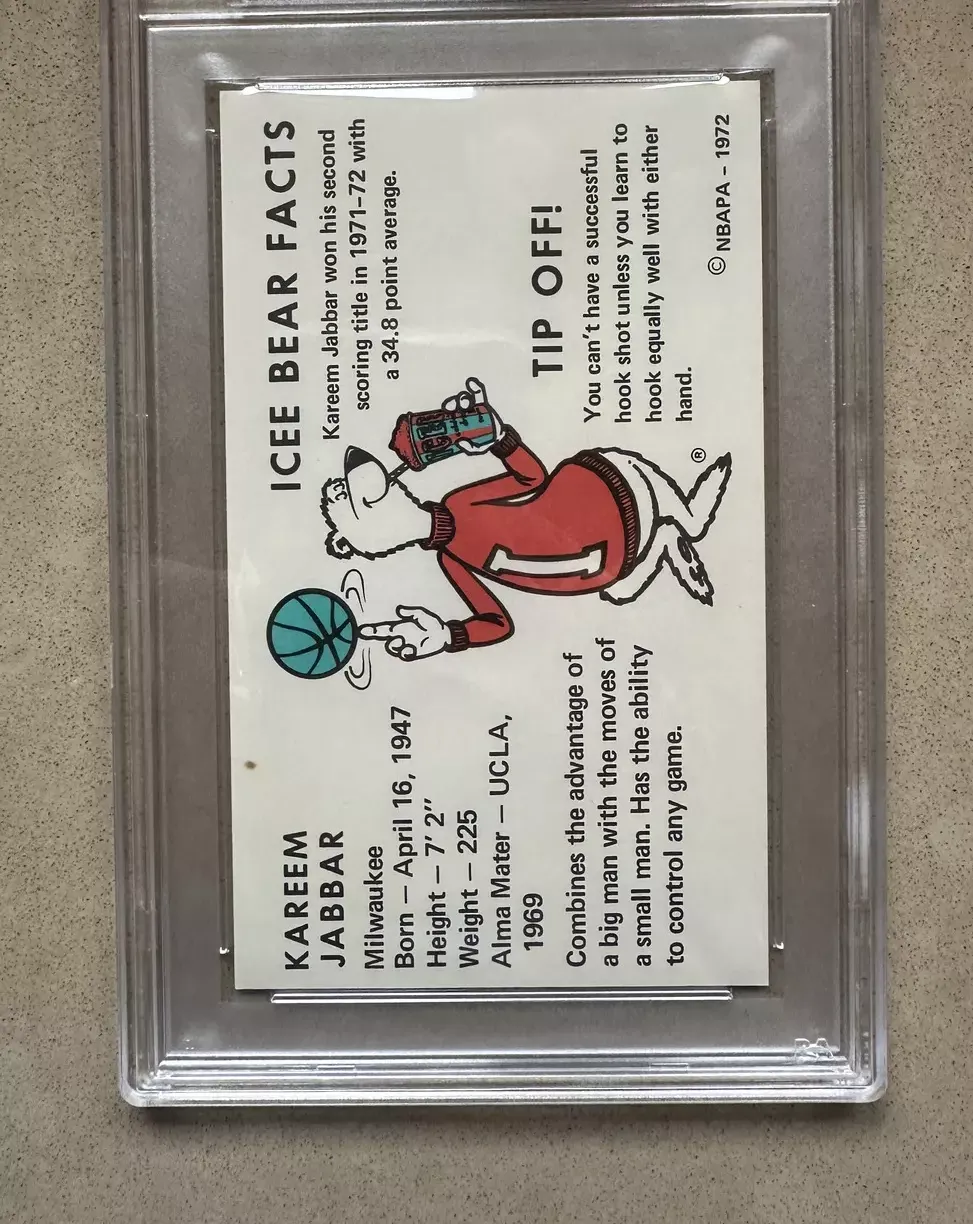 KAREEM
JABBAR
Milwaukee
Born – April 16, 1947
Height – 7' 2"
Weight – 225
Alma Mater – UCLA,
1969
Combines the advantage of
a big man with the moves of
a small man. Has the ability
to control any game.
1
ICEE
®
ICEE BEAR FACTS
Kareem Jabbar won his second
scoring title in 1971-72 with
a 34.8 point average.
TIP OFF!
You can't have a successful
hook shot unless you learn to
hook equally well with either
hand.
© NBAPA – 1972